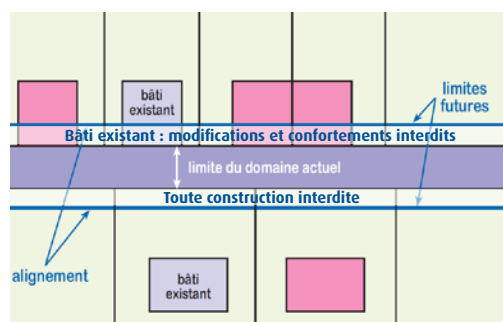 bâti
existant
limites
futures
Bâti existant : modifications et confortements interdits
limite du domaine actuel
Toute construction interdite
alignement
bâti
existant